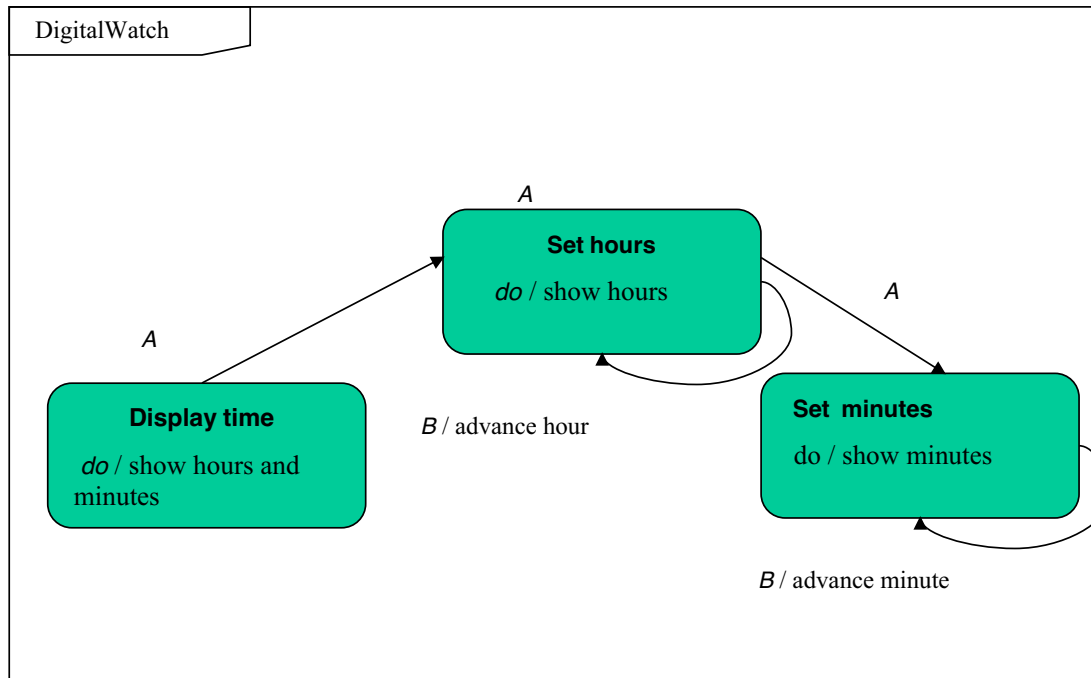 DigitalWatch
A
Set hours
do / show hours
A
A
Display time
do / show hours and
minutes
B / advance hour
Set minutes
do / show minutes
B / advance minute